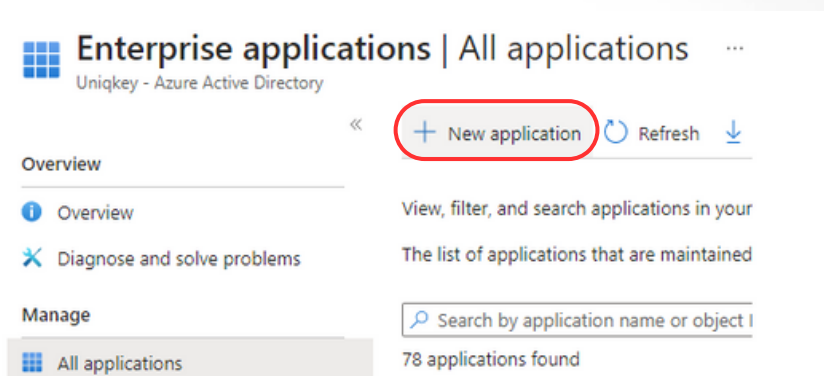 Enterprise applications | All applications ...
Uniqkey - Azure Active Directory
«
+ New application Refresh
Overview
Overview
Diagnose and solve problems
Manage
All applications
View, filter, and search applications in your
The list of applications that are maintained
Search by application name or object I
78 applications found